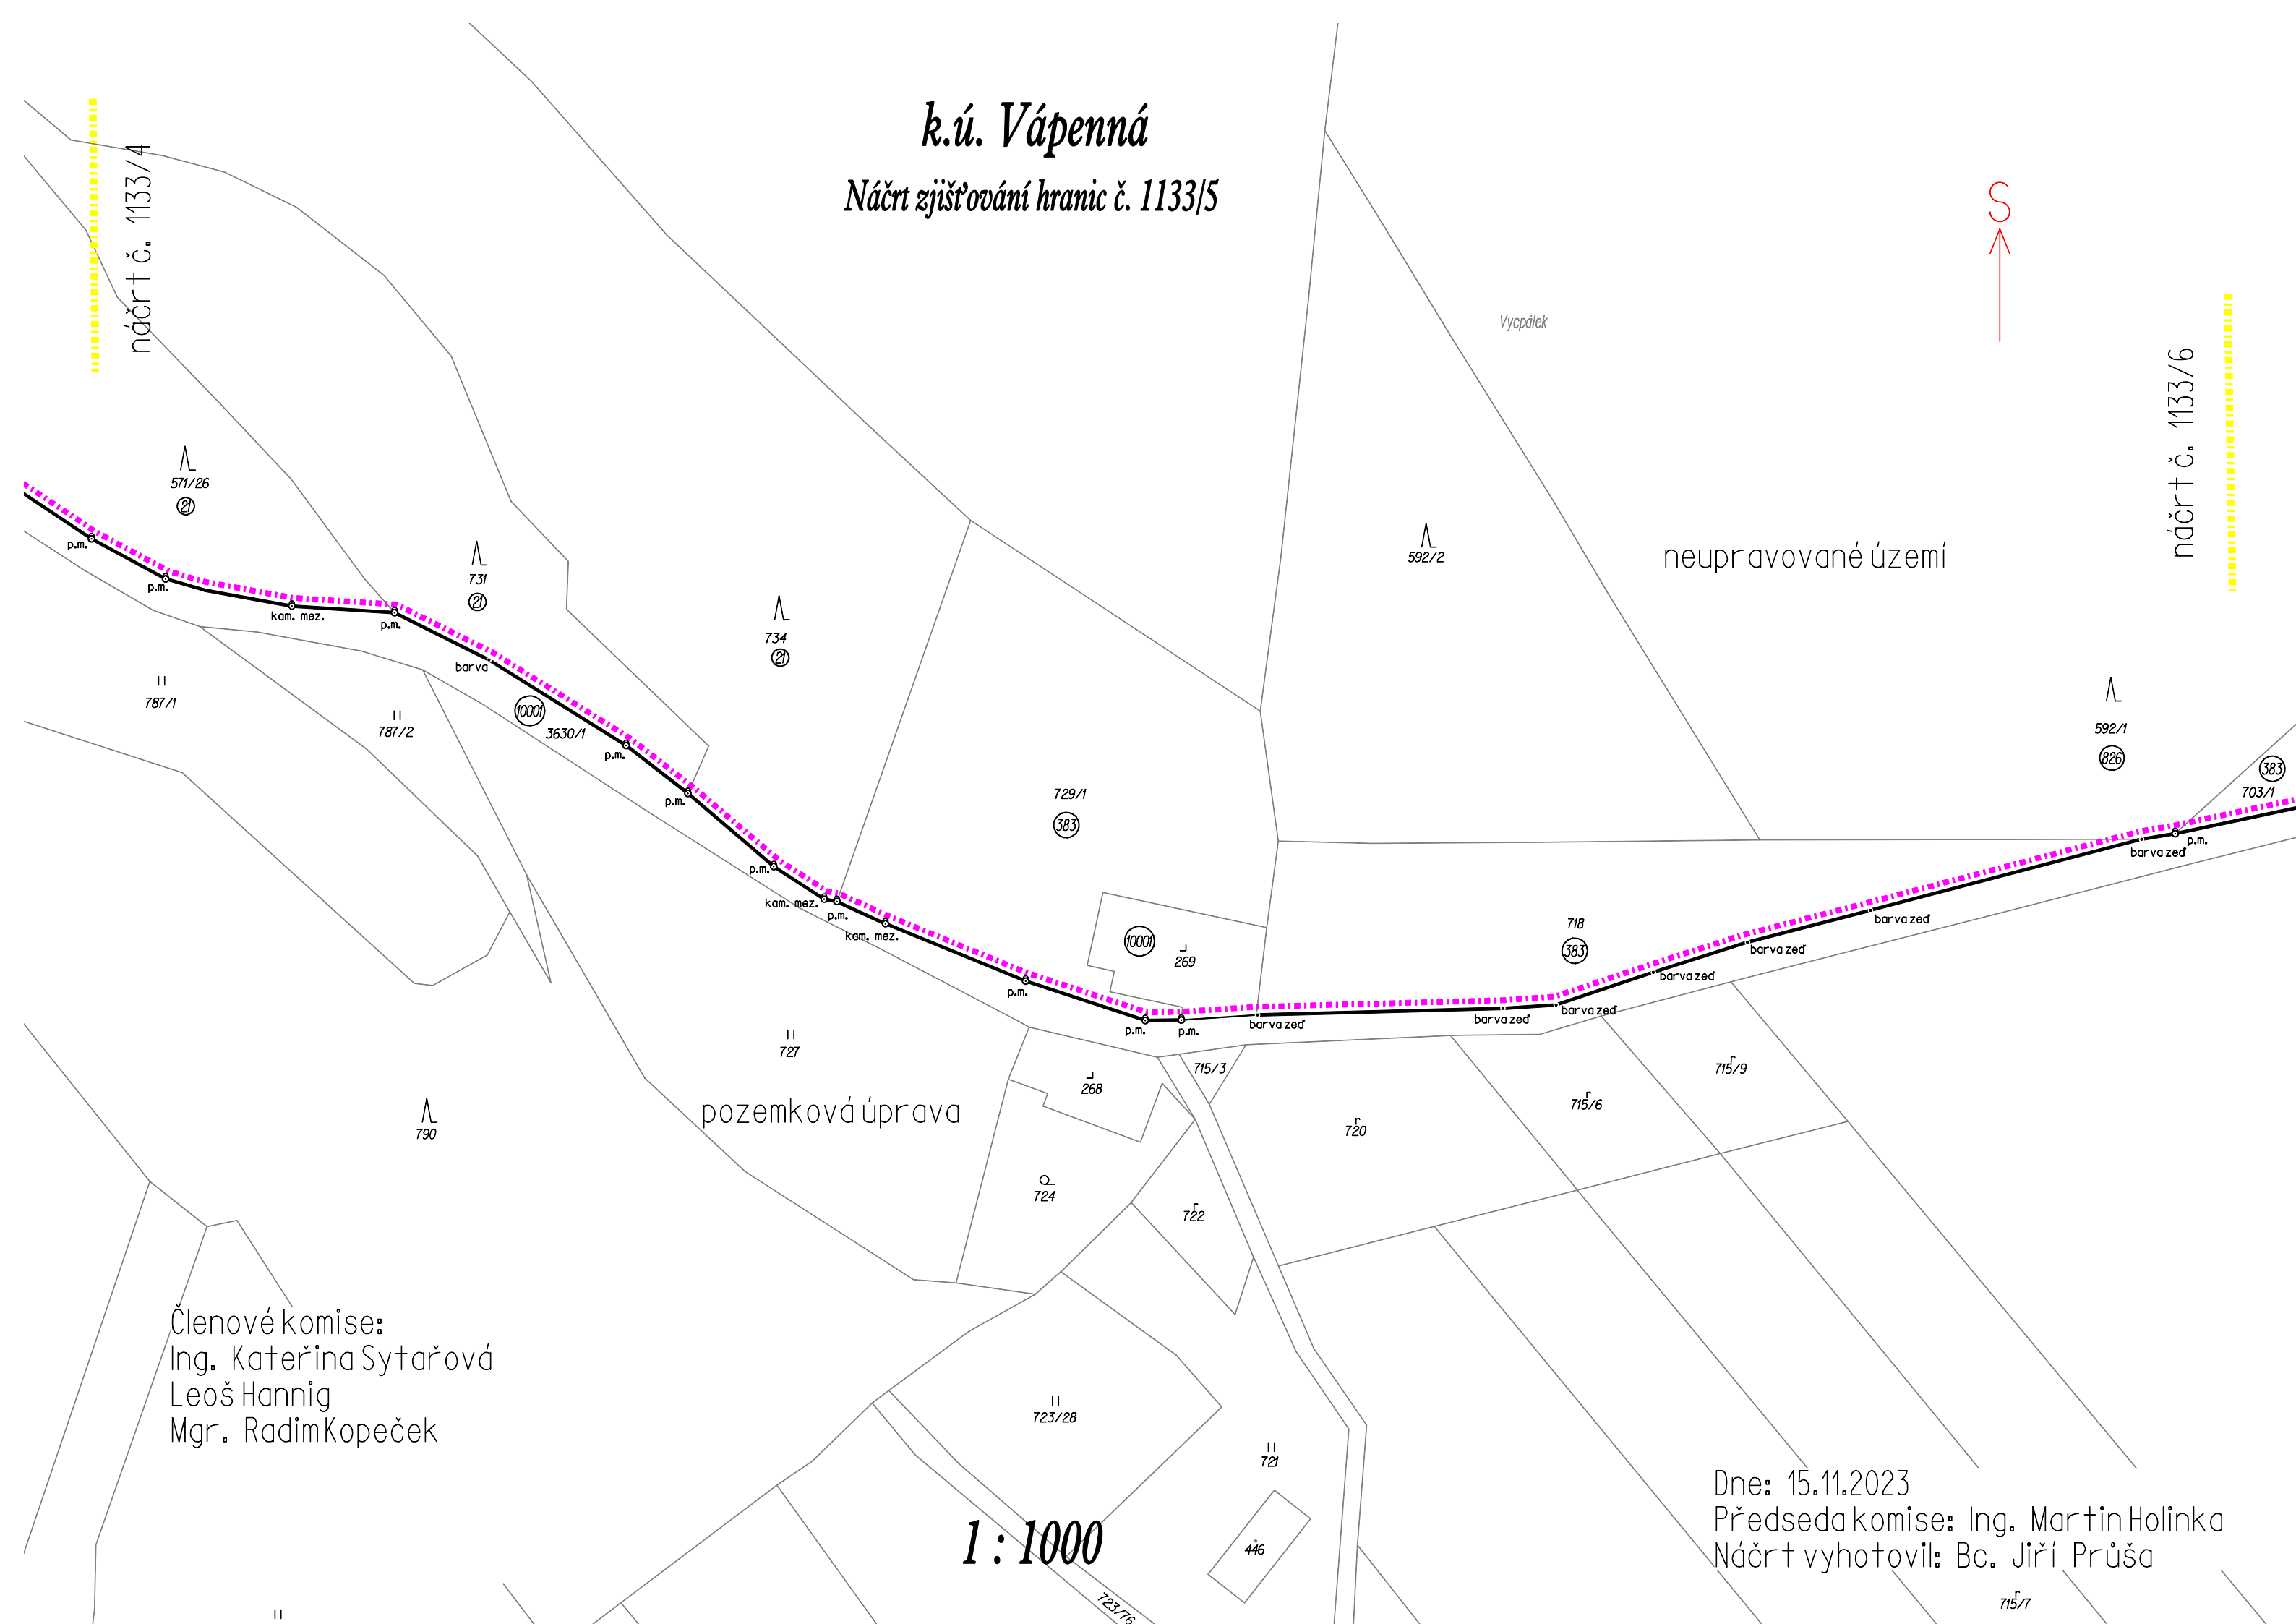 k.ú. Vápenná
Náčrt zjišťování hranic č. 1133/5
náčrt č. 1133/4
S
Vycpálek
náčrt č. 1133/6
571/26
21
592/2
neupravované území
p.m.
731
21
p.m.
kam. mez.
p.m.
734
21
barva
787/1
787/2
10001
3630/1
p.m.
592/1
826
383
703/1
p.m.
729/1
383
p.m.
barva zeď
p.m.
kam. mez.
p.m.
kam. mez.
10001
269
718
383
barva zeď
barva zeď
barva zeď
p.m.
p.m.
p.m.
barva zeď
barva zeď
barva zeď
727
268
715/3
715/9
715/6
pozemková úprava
790
720
724
722
Členové komise:
Ing. Kateřina Sytařová
Leoš Hannig
Mgr. Radim Kopeček
723/28
721
1 : 1000
446
723/76
Dne: 15.11.2023
Předseda komise: Ing. Martin Holinka
Náčrt vyhotovil: Bc. Jiří Průša
715/7